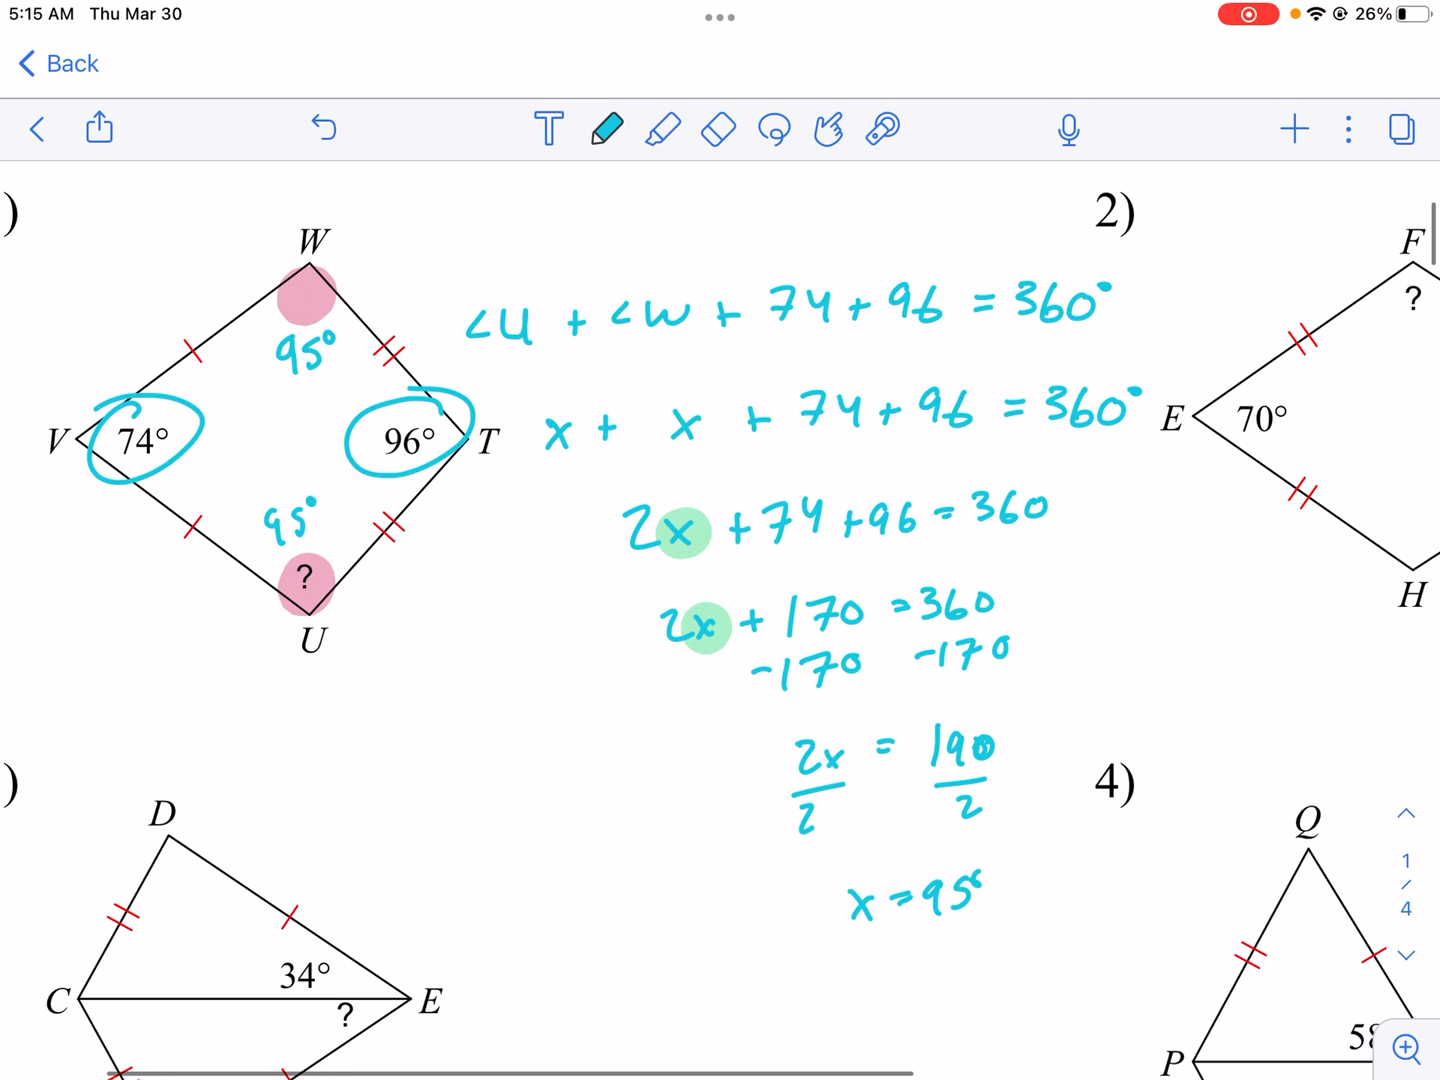 5:15 AM Thu Mar 30
26%
Back
)
W
95°
V
74°
96°
T
95°
?
U
<U + <W + 74 + 96 = 360°
x + x + 74 + 96 = 360°
2x + 74 + 96 = 360
2x + 170 = 360
-170 -170
2x = 190
2 2
x = 95°
2)
F
?
E
70°
H
)
D
34°
C
E
?
4)
Q
P
58
1
/
4